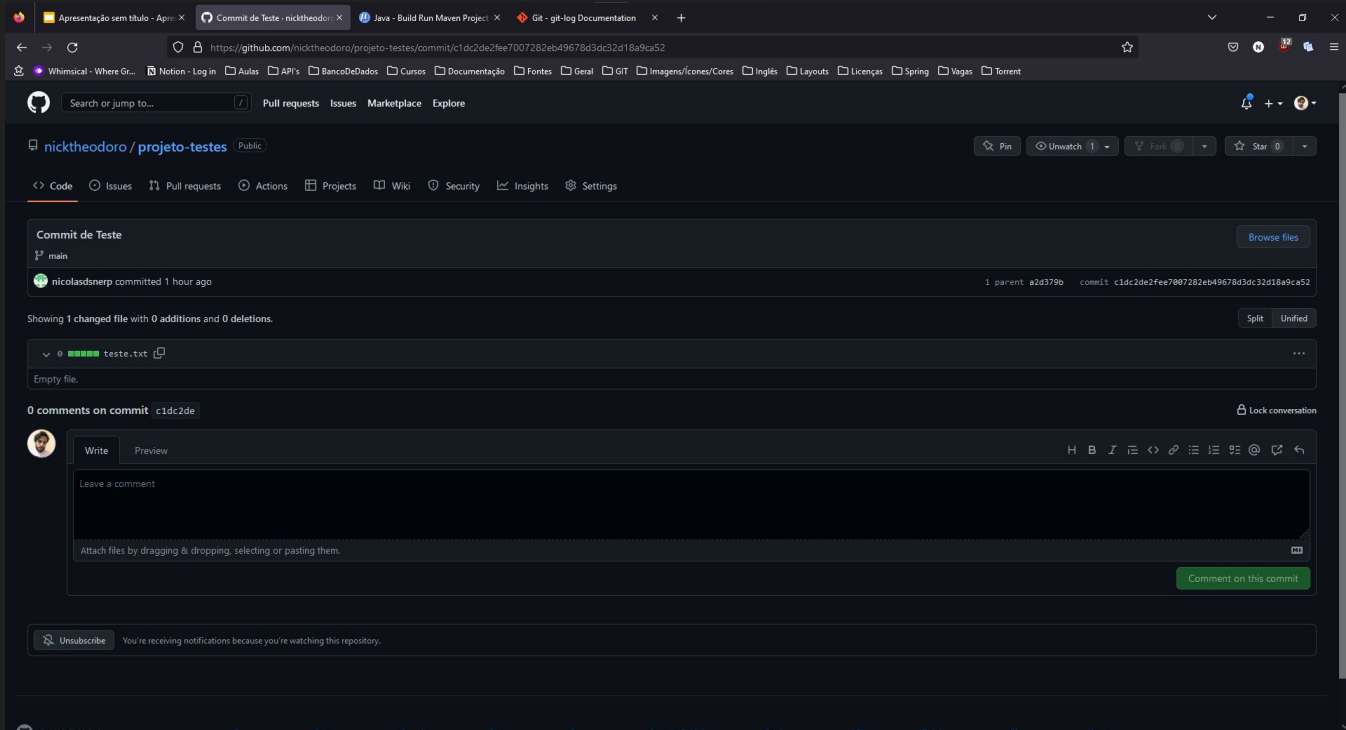 Apresentação sem título - Apre
Commit de Teste · nicktheodoro
Java - Build Run Maven Project
Git - git-log Documentation
https://github.com/nicktheodoro/projeto-testes/commit/c1dc2de2fee7007282eb49678d3dc32d18a9ca52
N
12
Whimsical - Where Gr...
Notion - Log in
Aulas
API's
BancoDeDados
Cursos
Documentação
Fontes
Geral
GIT
Imagens/Ícones/Cores
Inglês
Layouts
Licenças
Spring
Vagas
Torrent
Search or jump to...
/
Pull requests
Issues
Marketplace
Explore
nicktheodoro / projeto-testes
Public
Pin
Unwatch 1
Fork 0
Star 0
Code
Issues
Pull requests
Actions
Projects
Wiki
Security
Insights
Settings
Commit de Teste
Browse files
main
nicolasdsnerp committed 1 hour ago
1 parent a2d379b
commit c1dc2de2fee7007282eb49678d3dc32d18a9ca52
Showing 1 changed file with 0 additions and 0 deletions.
Split
Unified
0
teste.txt
Empty file.
0 comments on commit c1dc2de
Lock conversation
Write
Preview
Leave a comment
Attach files by dragging & dropping, selecting or pasting them.
Comment on this commit
Unsubscribe
You're receiving notifications because you're watching this repository.